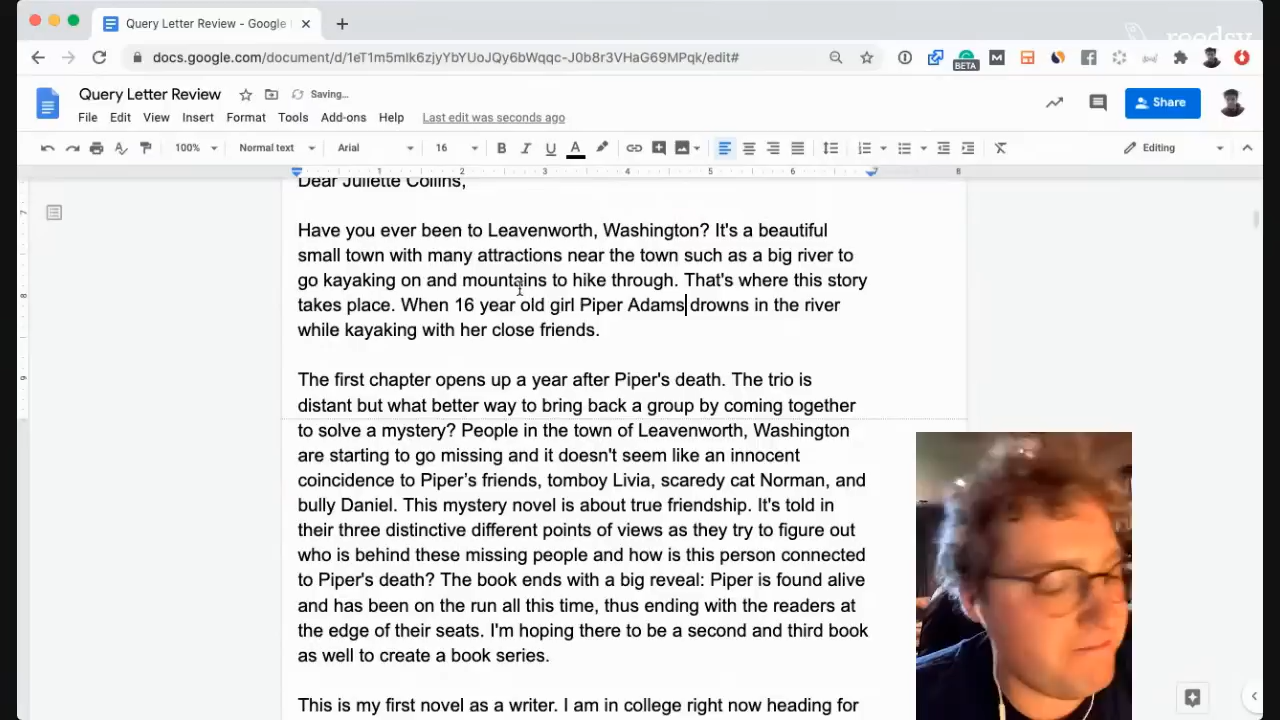 Query Letter Review - Google
reedsy
docs.google.com/document/d/1eT1m5mlk6zjyYbYUoJQy6bWqqc-J0b8r3VHaG69MPqk/edit#
BETA
Query Letter Review
Saving...
File Edit View Insert Format Tools Add-ons Help Last edit was seconds ago
Share
100% Normal text Arial 16 Editing
1 2 3 4 5 6 7 8
Dear Juliette Collins,
Have you ever been to Leavenworth, Washington? It's a beautiful
small town with many attractions near the town such as a big river to
go kayaking on and mountains to hike through. That's where this story
takes place. When 16 year old girl Piper Adams drowns in the river
while kayaking with her close friends.
The first chapter opens up a year after Piper's death. The trio is
distant but what better way to bring back a group by coming together
to solve a mystery? People in the town of Leavenworth, Washington
are starting to go missing and it doesn't seem like an innocent
coincidence to Piper's friends, tomboy Livia, scaredy cat Norman, and
bully Daniel. This mystery novel is about true friendship. It's told in
their three distinctive different points of views as they try to figure out
who is behind these missing people and how is this person connected
to Piper's death? The book ends with a big reveal: Piper is found alive
and has been on the run all this time, thus ending with the readers at
the edge of their seats. I'm hoping there to be a second and third book
as well to create a book series.
This is my first novel as a writer. I am in college right now heading for